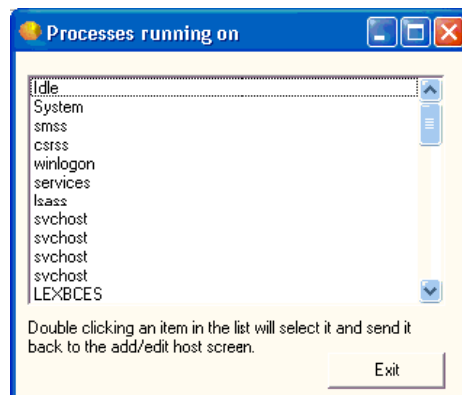 Processes running on
Idle
System
smss
csrss
winlogon
services
lsass
svchost
svchost
svchost
svchost
LEXBCES
Double clicking an item in the list will select it and send it
back to the add/edit host screen.
Exit